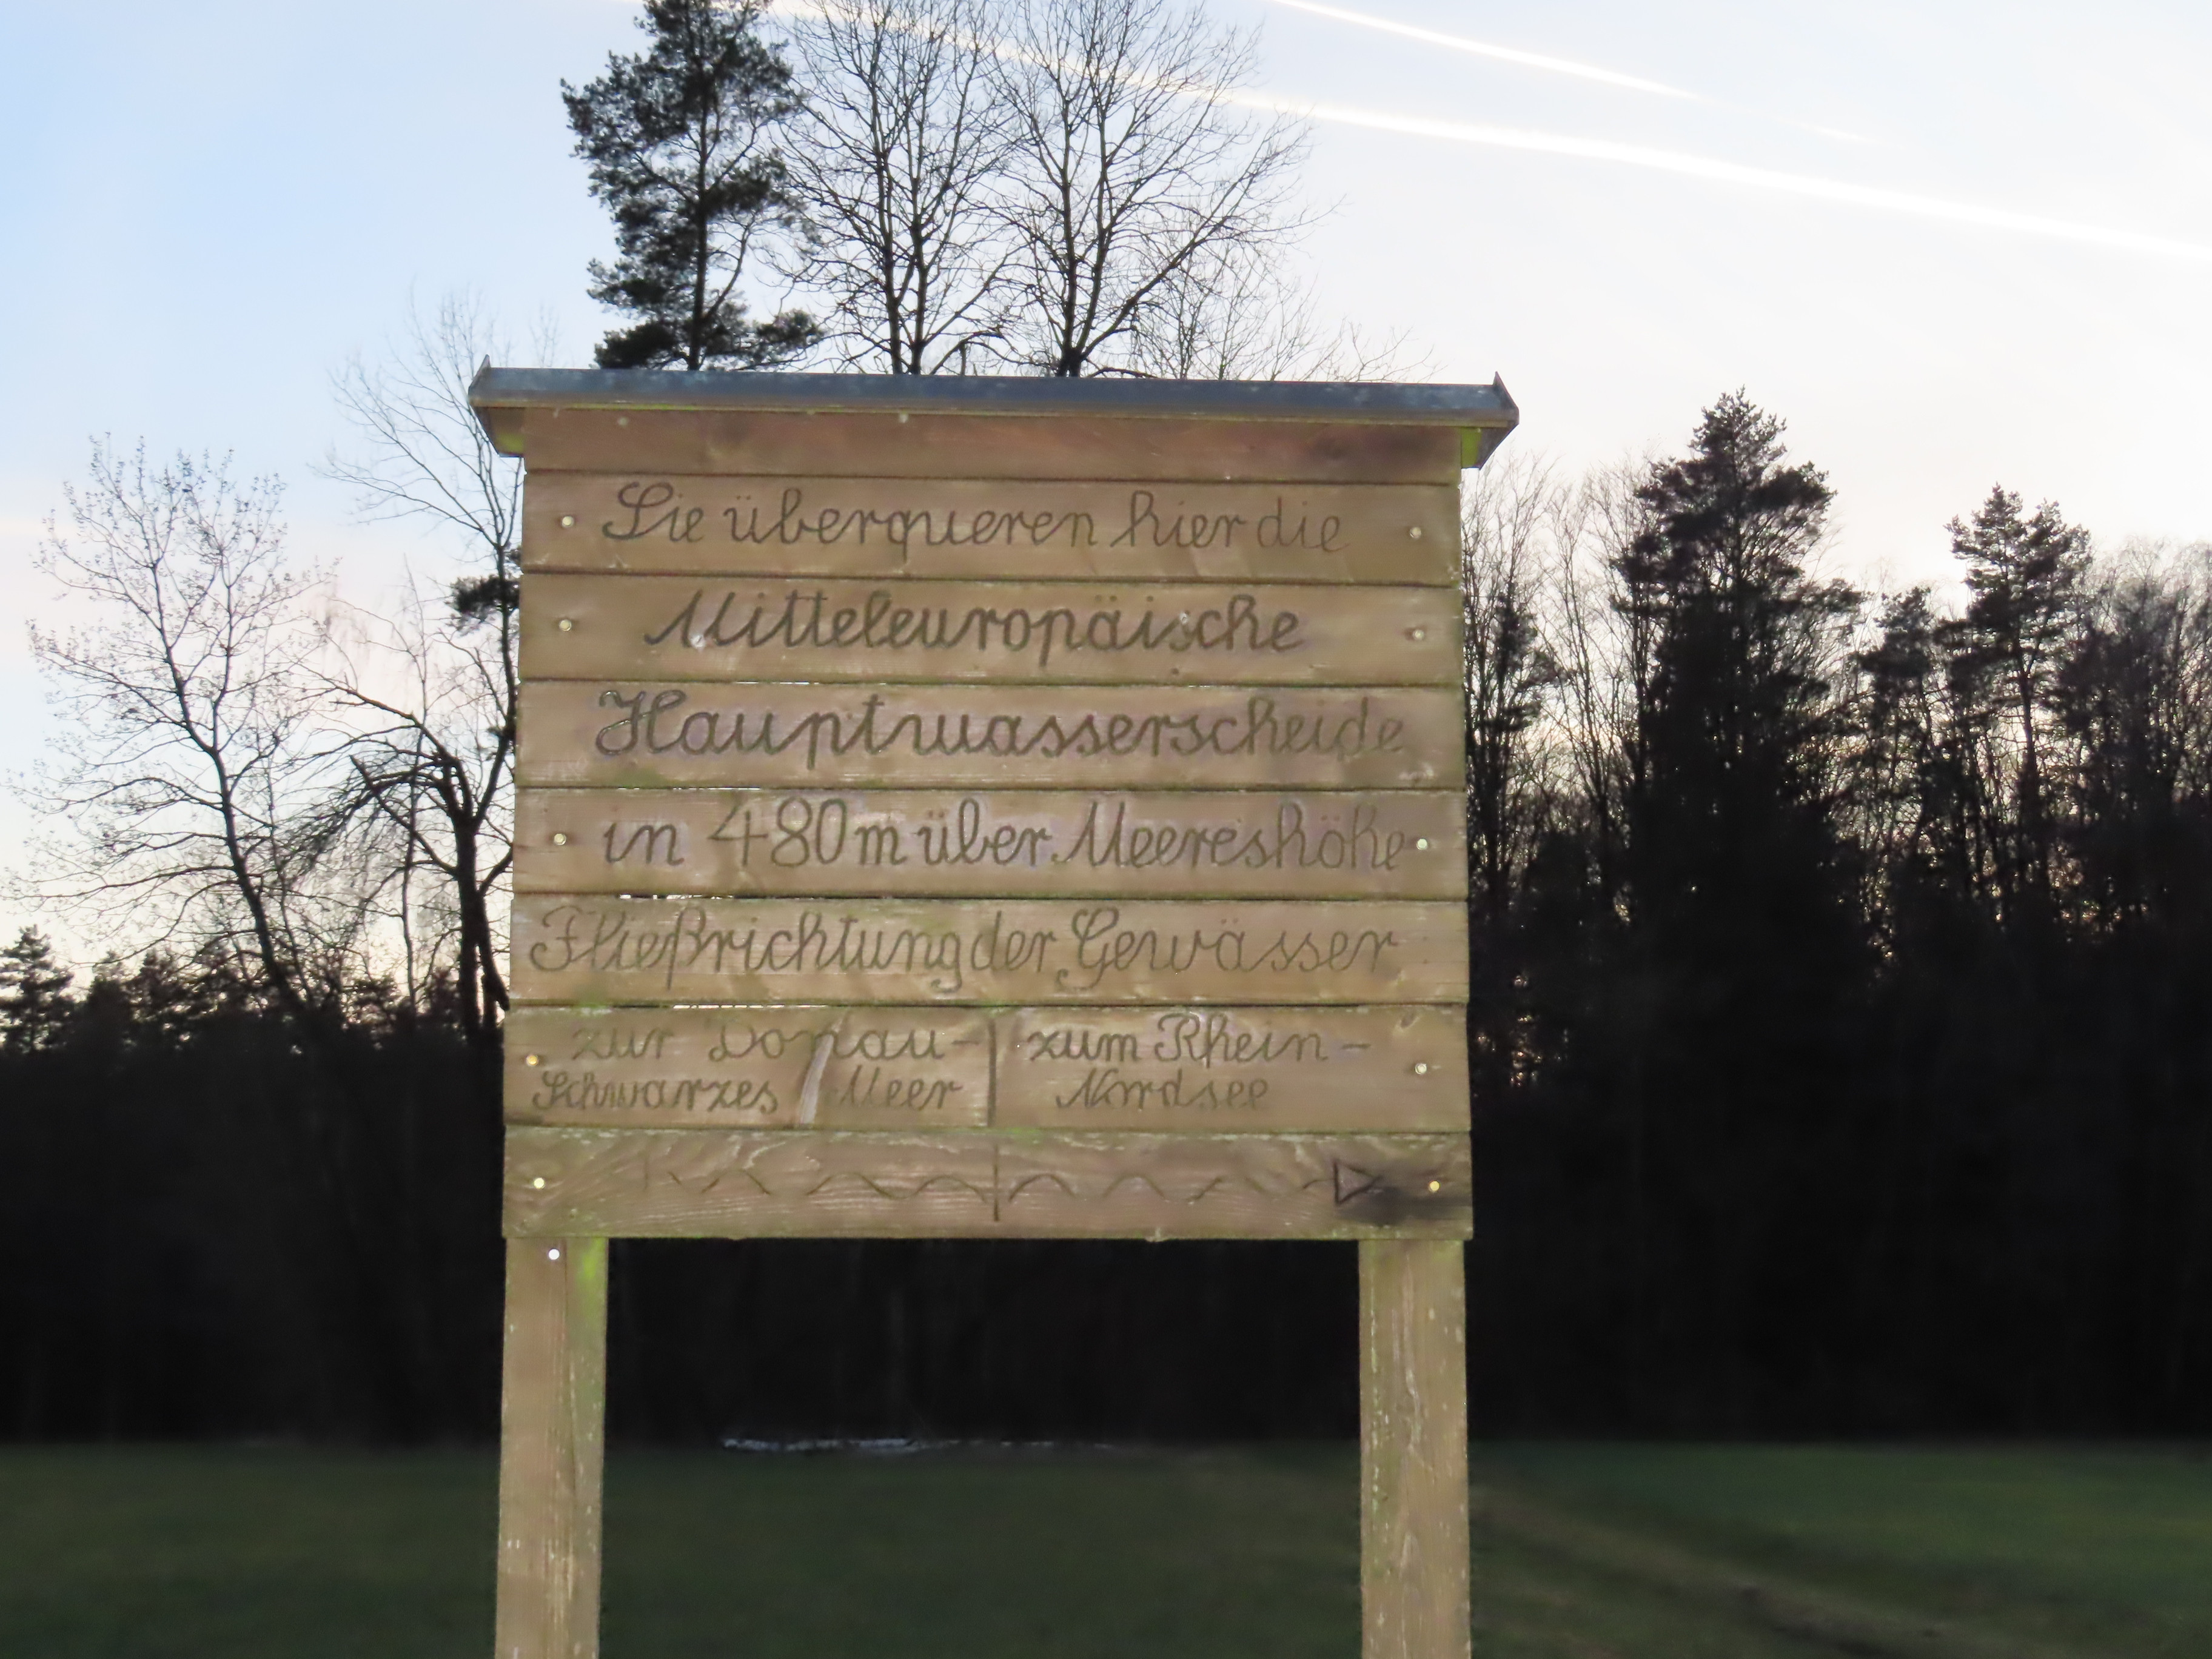 Sie überqueren hier die
Mitteleuropäische
Hauptwasserscheide
in 480m über Meereshöhe
Fließrichtung der Gewässer
zur Donau- zum Rhein-
Schwarzes Meer Nordsee